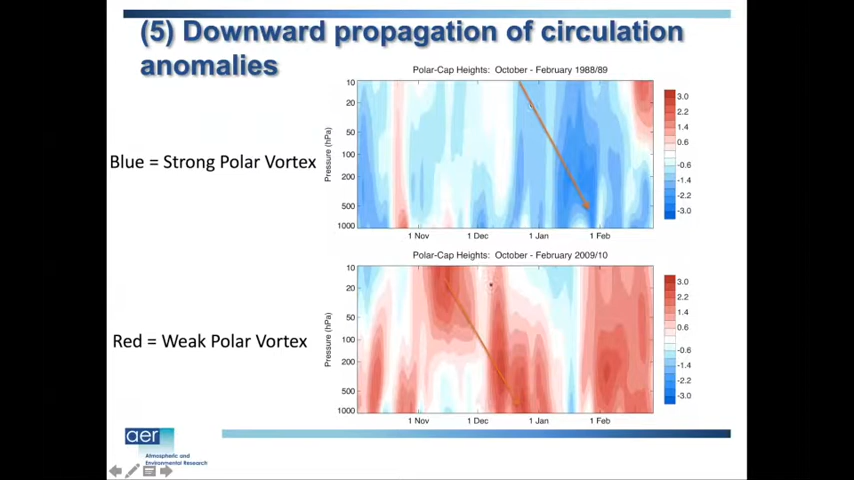 (5) Downward propagation of circulation
anomalies
Polar-Cap Heights: October - February 1988/89
Blue = Strong Polar Vortex
Pressure (hPa)
10
20
50
100
200
500
1000
1 Nov 1 Dec 1 Jan 1 Feb
3.0
2.2
1.4
0.6
-0.6
-1.4
-2.2
-3.0
Polar-Cap Heights: October - February 2009/10
Red = Weak Polar Vortex
Pressure (hPa)
10
20
50
100
200
500
1000
1 Nov 1 Dec 1 Jan 1 Feb
3.0
2.2
1.4
0.6
-0.6
-1.4
-2.2
-3.0
aer
Atmospheric and
Environmental Research